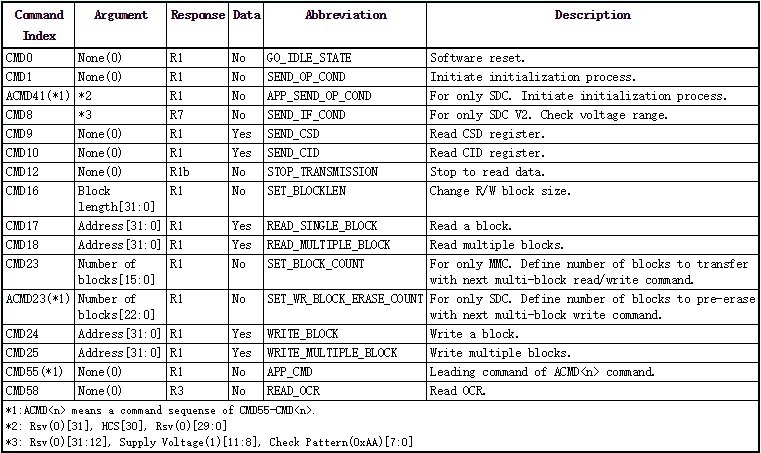 Command Index Argument Response Data Abbreviation Description
CMD0 None(0) R1 No GO_IDLE_STATE Software reset.
CMD1 None(0) R1 No SEND_OP_COND Initiate initialization process.
ACMD41(*1) *2 R1 No APP_SEND_OP_COND For only SDC. Initiate initialization process.
CMD8 *3 R7 No SEND_IF_COND For only SDC V2. Check voltage range.
CMD9 None(0) R1 Yes SEND_CSD Read CSD register.
CMD10 None(0) R1 Yes SEND_CID Read CID register.
CMD12 None(0) R1b No STOP_TRANSMISSION Stop to read data.
CMD16 Block R1 No SET_BLOCKLEN Change R/W block size.
length[31:0]
CMD17 Address[31:0] R1 Yes READ_SINGLE_BLOCK Read a block.
CMD18 Address[31:0] R1 Yes READ_MULTIPLE_BLOCK Read multiple blocks.
CMD23 Number of R1 No SET_BLOCK_COUNT For only MMC. Define number of blocks to transfer
blocks[15:0] with next multi-block read/write command.
ACMD23(*1) Number of R1 No SET_WR_BLOCK_ERASE_COUNT For only SDC. Define number of blocks to pre-erase
blocks[22:0] with next multi-block write command.
CMD24 Address[31:0] R1 Yes WRITE_BLOCK Write a block.
CMD25 Address[31:0] R1 Yes WRITE_MULTIPLE_BLOCK Write multiple blocks.
CMD55(*1) None(0) R1 No APP_CMD Leading command of ACMD<n> command.
CMD58 None(0) R3 No READ_OCR Read OCR.
*1:ACMD<n> means a command sequense of CMD55-CMD<n>.
*2: Rsv(0)[31], HCS[30], Rsv(0)[29:0]
*3: Rsv(0)[31:12], Supply Voltage(1)[11:8], Check Pattern(0xAA)[7:0]